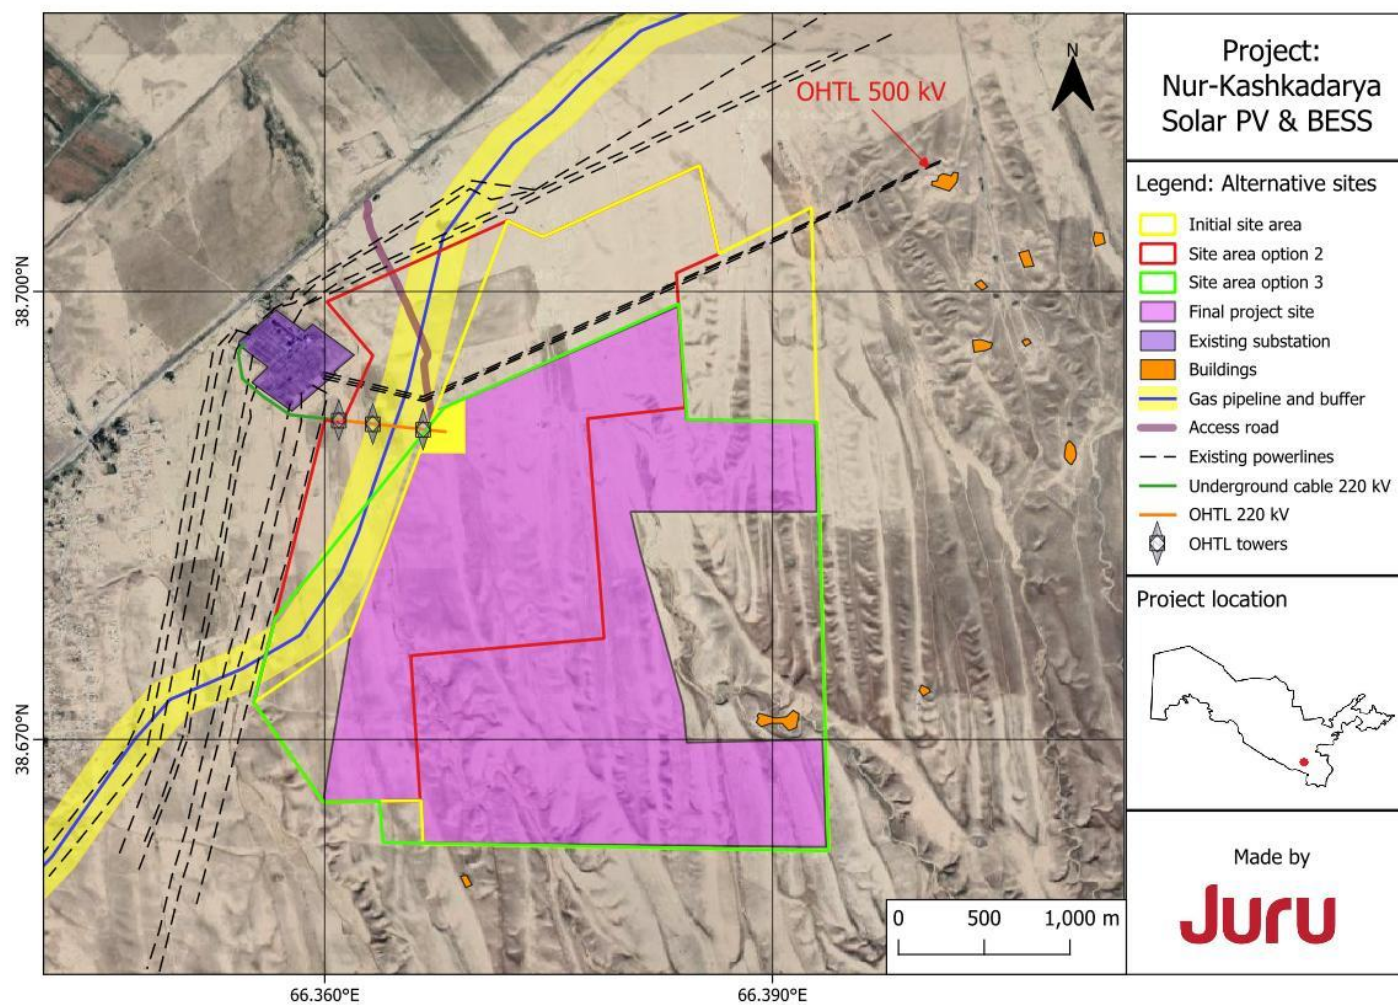 OHTL 500 kV
N
38.700°N
38.670°N
66.360°E
66.390°E
0 500 1,000 m
Project:
Nur-Kashkadarya
Solar PV & BESS
Legend: Alternative sites
Initial site area
Site area option 2
Site area option 3
Final project site
Existing substation
Buildings
Gas pipeline and buffer
Access road
Existing powerlines
Underground cable 220 kV
OHTL 220 kV
OHTL towers
Project location
Made by
Juru